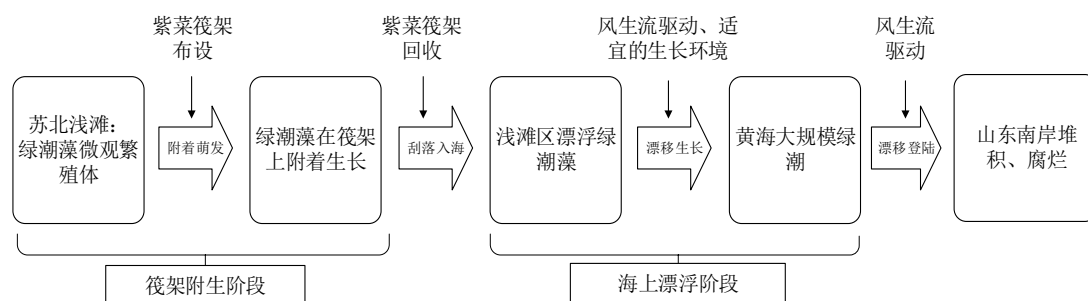 紫菜筏架
布设
紫菜筏架
回收
风生流驱动、适
宜的生长环境
风生流
驱动
苏北浅滩：
绿潮藻微观繁
殖体
附着萌发
绿潮藻在筏架
上附着生长
刮落入海
浅滩区漂浮绿
潮藻
漂移生长
黄海大规模绿
潮
漂移登陆
山东南岸堆
积、腐烂
筏架附生阶段
海上漂浮阶段